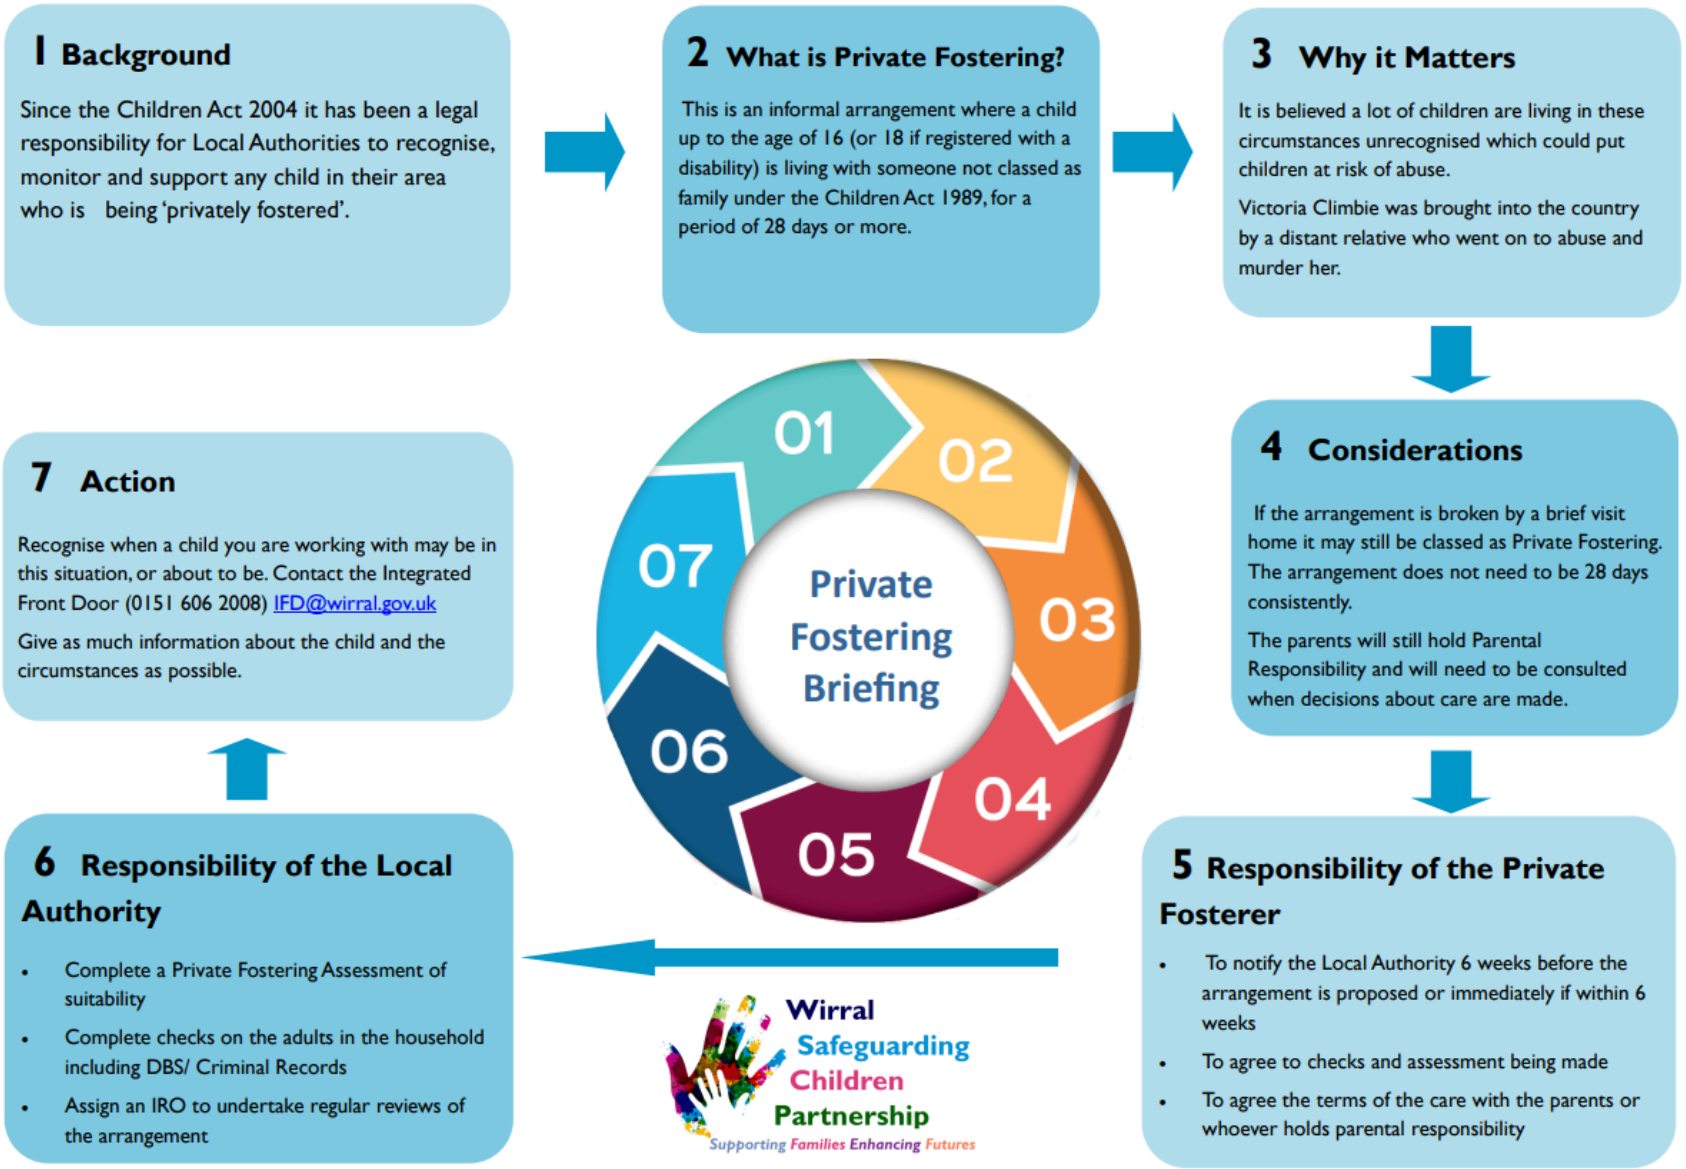 1 Background
Since the Children Act 2004 it has been a legal
responsibility for Local Authorities to recognise,
monitor and support any child in their area
who is being ‘privately fostered’.
2 What is Private Fostering?
This is an informal arrangement where a child
up to the age of 16 (or 18 if registered with a
disability) is living with someone not classed as
family under the Children Act 1989, for a
period of 28 days or more.
3 Why it Matters
It is believed a lot of children are living in these
circumstances unrecognised which could put
children at risk of abuse.
Victoria Climbie was brought into the country
by a distant relative who went on to abuse and
murder her.
4 Considerations
If the arrangement is broken by a brief visit
home it may still be classed as Private Fostering.
The arrangement does not need to be 28 days
consistently.
The parents will still hold Parental
Responsibility and will need to be consulted
when decisions about care are made.
5 Responsibility of the Private
Fosterer
• To notify the Local Authority 6 weeks before the
arrangement is proposed or immediately if within 6
weeks
• To agree to checks and assessment being made
• To agree the terms of the care with the parents or
whoever holds parental responsibility
6 Responsibility of the Local
Authority
• Complete a Private Fostering Assessment of
suitability
• Complete checks on the adults in the household
including DBS/ Criminal Records
• Assign an IRO to undertake regular reviews of
the arrangement
7 Action
Recognise when a child you are working with may be in
this situation, or about to be. Contact the Integrated
Front Door (0151 606 2008) IFD@wirral.gov.uk
Give as much information about the child and the
circumstances as possible.
01
02
03
04
05
06
07
Private
Fostering
Briefing
Wirral
Safeguarding
Children
Partnership
Supporting Families Enhancing Futures